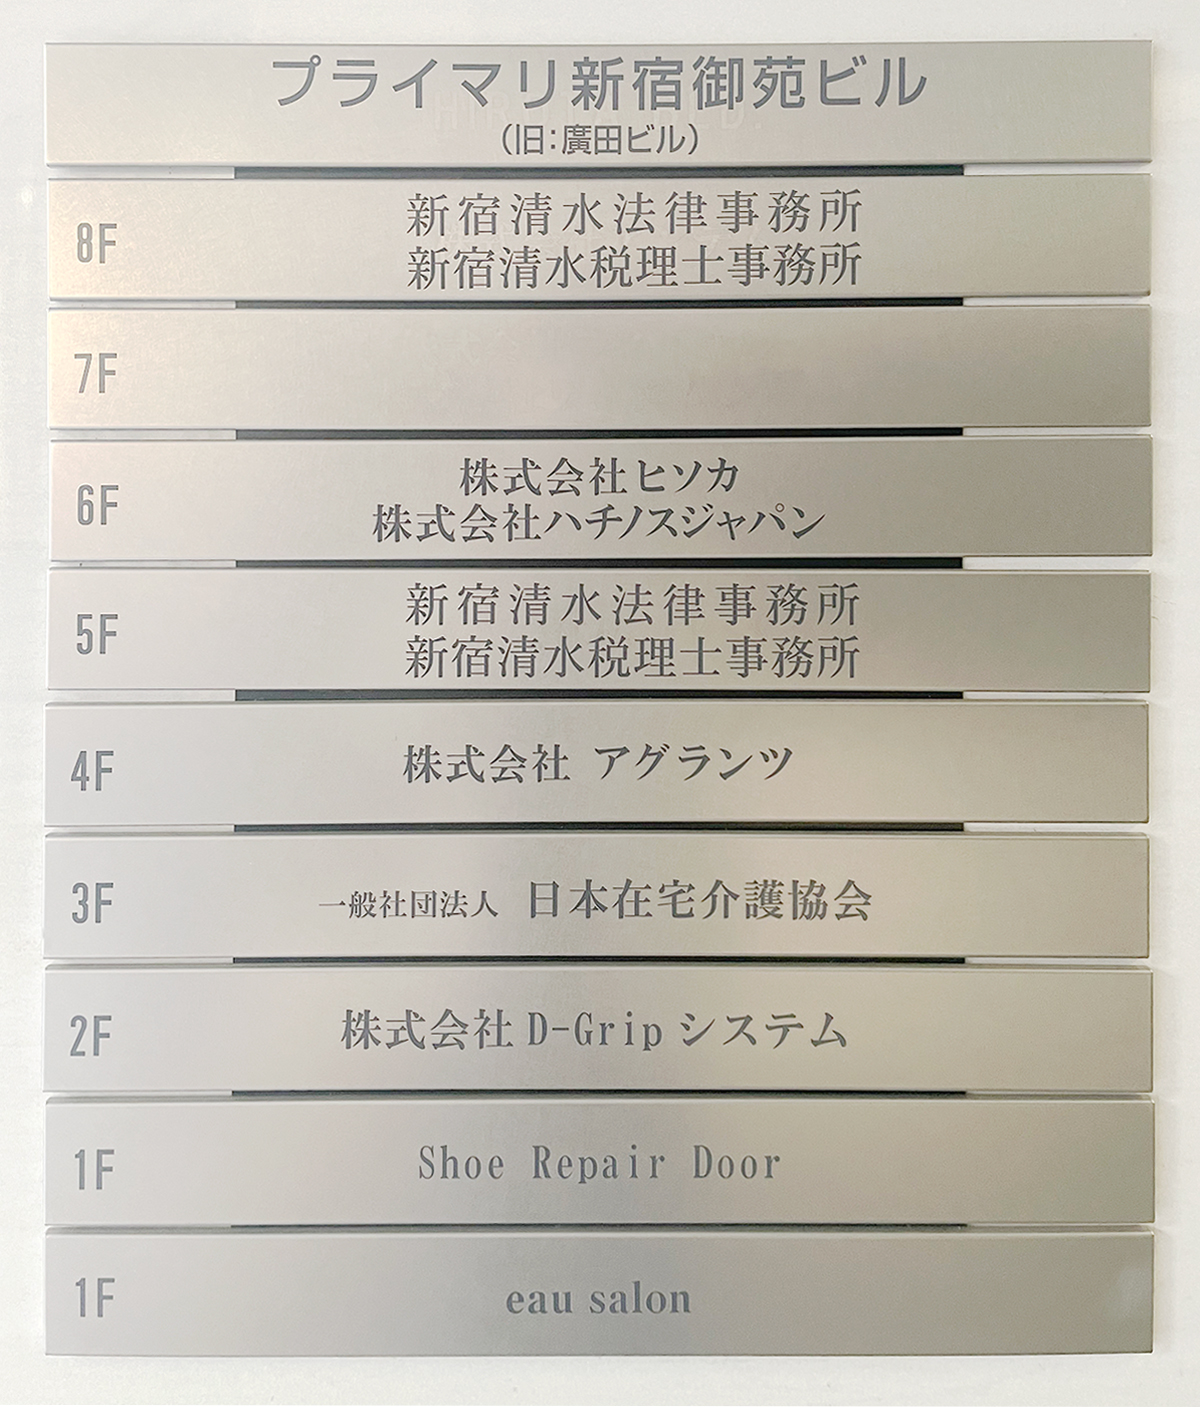 プライマリ新宿御苑ビル
（旧：廣田ビル）
8F 新宿清水法律事務所
新宿清水税理士事務所
7F
6F 株式会社ヒソカ
株式会社ハチノスジャパン
5F 新宿清水法律事務所
新宿清水税理士事務所
4F 株式会社 アグランツ
3F 一般社団法人 日本在宅介護協会
2F 株式会社 D-Grip システム
1F Shoe Repair Door
1F eau salon